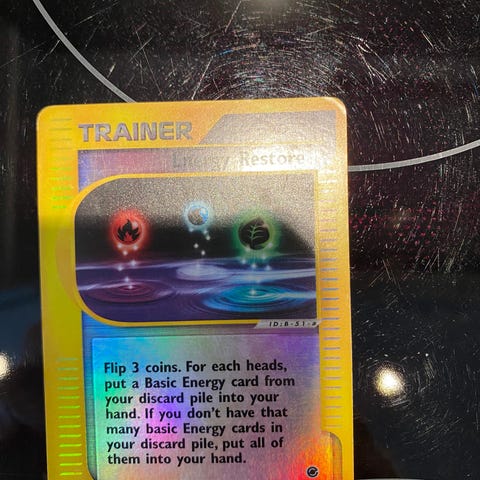 TRAINER
Energy Restore
ID:B-51-#
Flip 3 coins. For each heads,
put a Basic Energy card from
your discard pile into your
hand. If you don't have that
many basic Energy cards in
your discard pile, put all of
them into your hand.